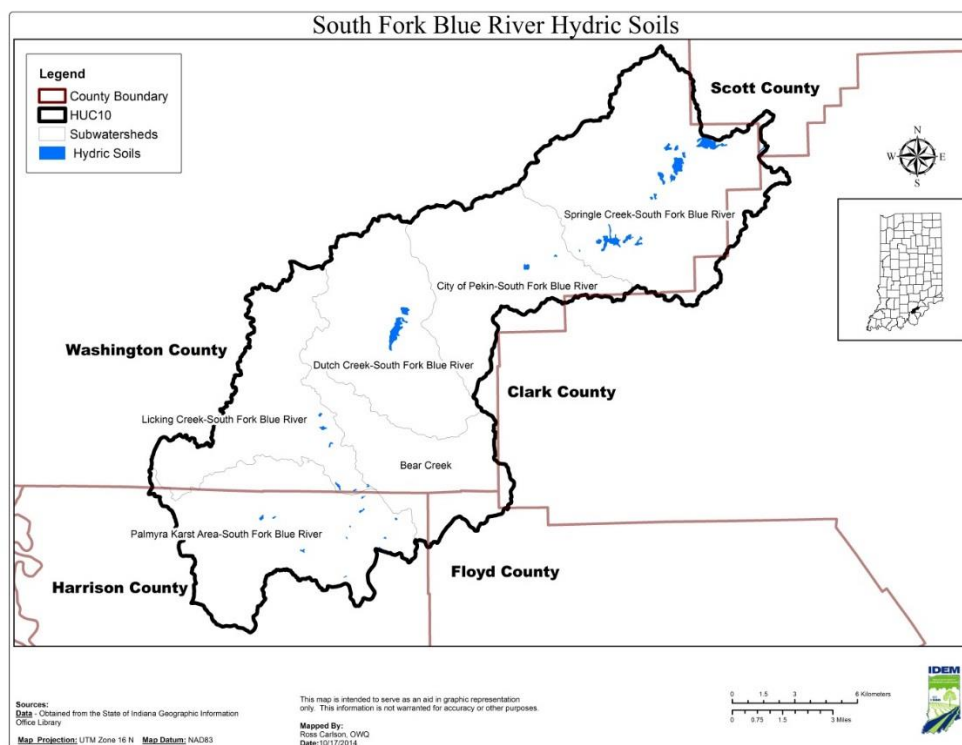 South Fork Blue River Hydric Soils
Legend
County Boundary
HUC10
Subwatersheds
Hydric Soils
Scott County
N
W E
S
Springle Creek-South Fork Blue River
City of Pekin-South Fork Blue River
Washington County
Dutch Creek-South Fork Blue River
Clark County
Licking Creek-South Fork Blue River
Bear Creek
Palmyra Karst Area-South Fork Blue River
Harrison County
Floyd County
Sources:
Data - Obtained from the State of Indiana Geographic Information
Office Library
Map Projection: UTM Zone 16 N Map Datum: NAD83
This map is intended to serve as an aid in graphic representation
only. This information is not warranted for accuracy or other purposes.
Mapped By:
Ross Carlson, OWQ
Date:10/17/2014
0 1.5 3 6 Kilometers
0 0.75 1.5 3 Miles
IDEM